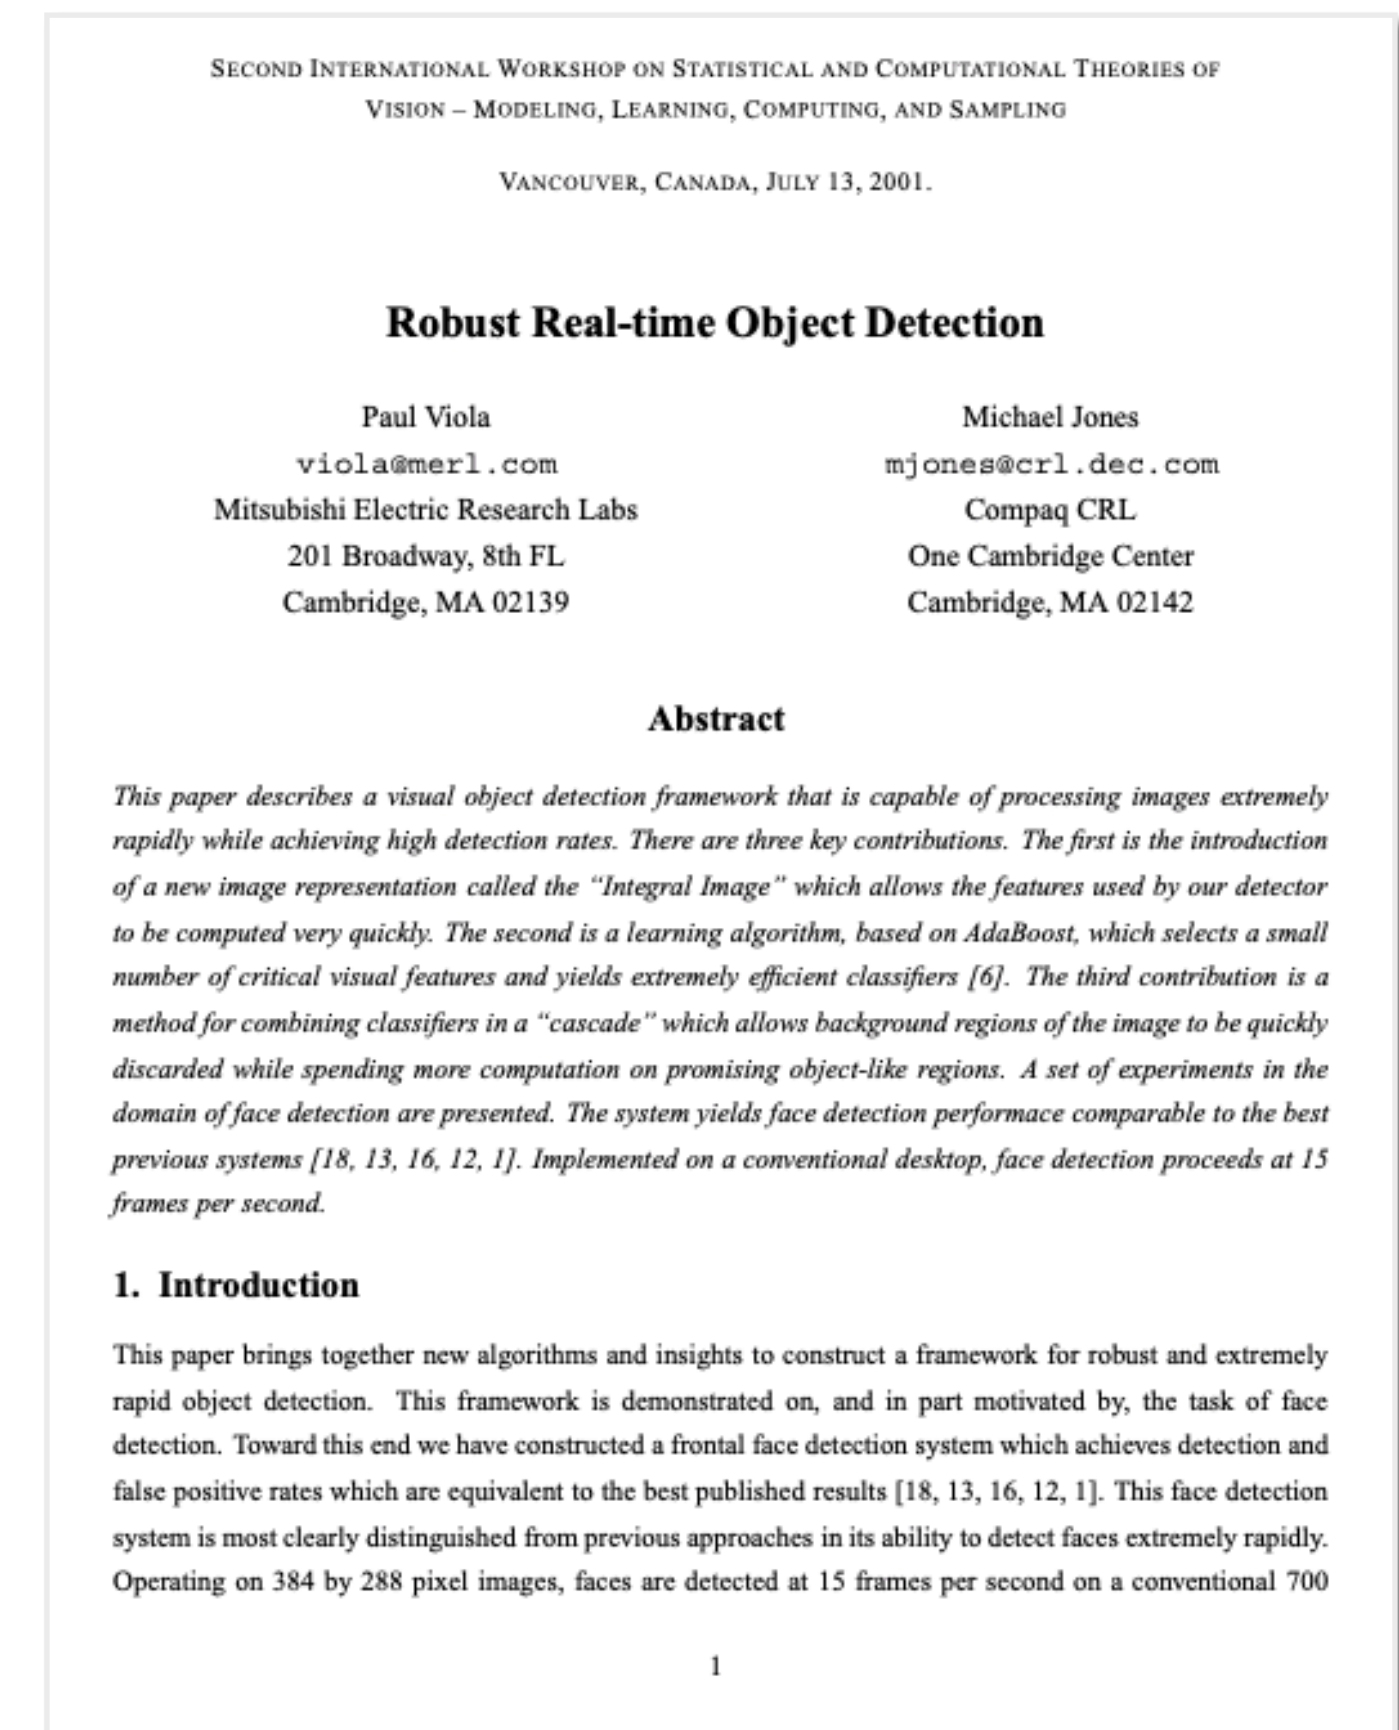 SECOND INTERNATIONAL WORKSHOP ON STATISTICAL AND COMPUTATIONAL THEORIES OF
VISION – MODELING, LEARNING, COMPUTING, AND SAMPLING
VANCOUVER, CANADA, JULY 13, 2001.
Robust Real-time Object Detection
Paul Viola
viola@merl.com
Mitsubishi Electric Research Labs
201 Broadway, 8th FL
Cambridge, MA 02139
Michael Jones
mjones@crl.dec.com
Compaq CRL
One Cambridge Center
Cambridge, MA 02142
Abstract
This paper describes a visual object detection framework that is capable of processing images extremely
rapidly while achieving high detection rates. There are three key contributions. The first is the introduction
of a new image representation called the “Integral Image” which allows the features used by our detector
to be computed very quickly. The second is a learning algorithm, based on AdaBoost, which selects a small
number of critical visual features and yields extremely efficient classifiers [6]. The third contribution is a
method for combining classifiers in a “cascade” which allows background regions of the image to be quickly
discarded while spending more computation on promising object-like regions. A set of experiments in the
domain of face detection are presented. The system yields face detection performace comparable to the best
previous systems [18, 13, 16, 12, 1]. Implemented on a conventional desktop, face detection proceeds at 15
frames per second.
1. Introduction
This paper brings together new algorithms and insights to construct a framework for robust and extremely
rapid object detection. This framework is demonstrated on, and in part motivated by, the task of face
detection. Toward this end we have constructed a frontal face detection system which achieves detection and
false positive rates which are equivalent to the best published results [18, 13, 16, 12, 1]. This face detection
system is most clearly distinguished from previous approaches in its ability to detect faces extremely rapidly.
Operating on 384 by 288 pixel images, faces are detected at 15 frames per second on a conventional 700
1